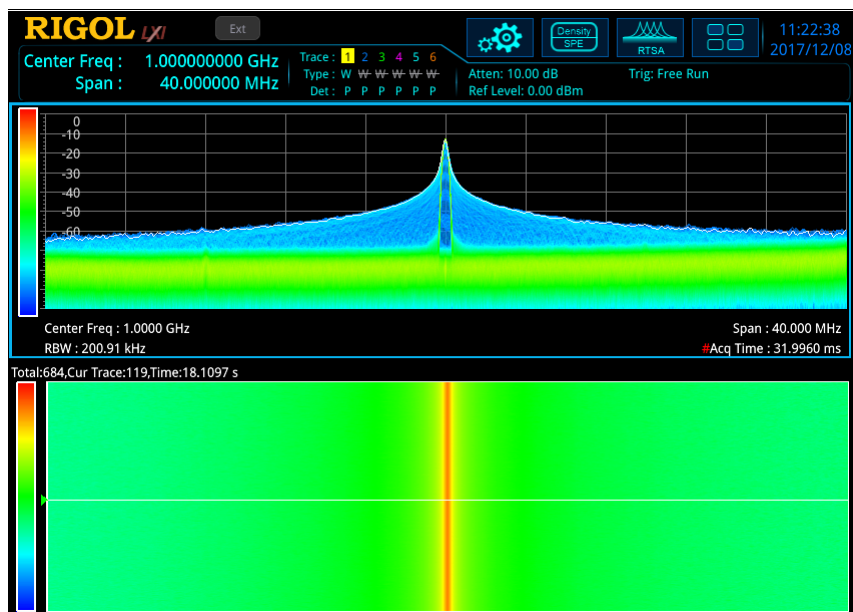 RIGOL LXI Ext
Density
SPE
RTSA
11:22:38
2017/12/08
Center Freq : 1.000000000 GHz
Span : 40.000000 MHz
Trace : 1 2 3 4 5 6
Type : W W W W W W
Det : P P P P P P
Atten: 10.00 dB
Ref Level: 0.00 dBm
Trig: Free Run
0
-10
-20
-30
-40
-50
-60
Center Freq : 1.0000 GHz
Span : 40.000 MHz
RBW : 200.91 kHz
#Acq Time : 31.9960 ms
Total:684,Cur Trace:119,Time:18.1097 s